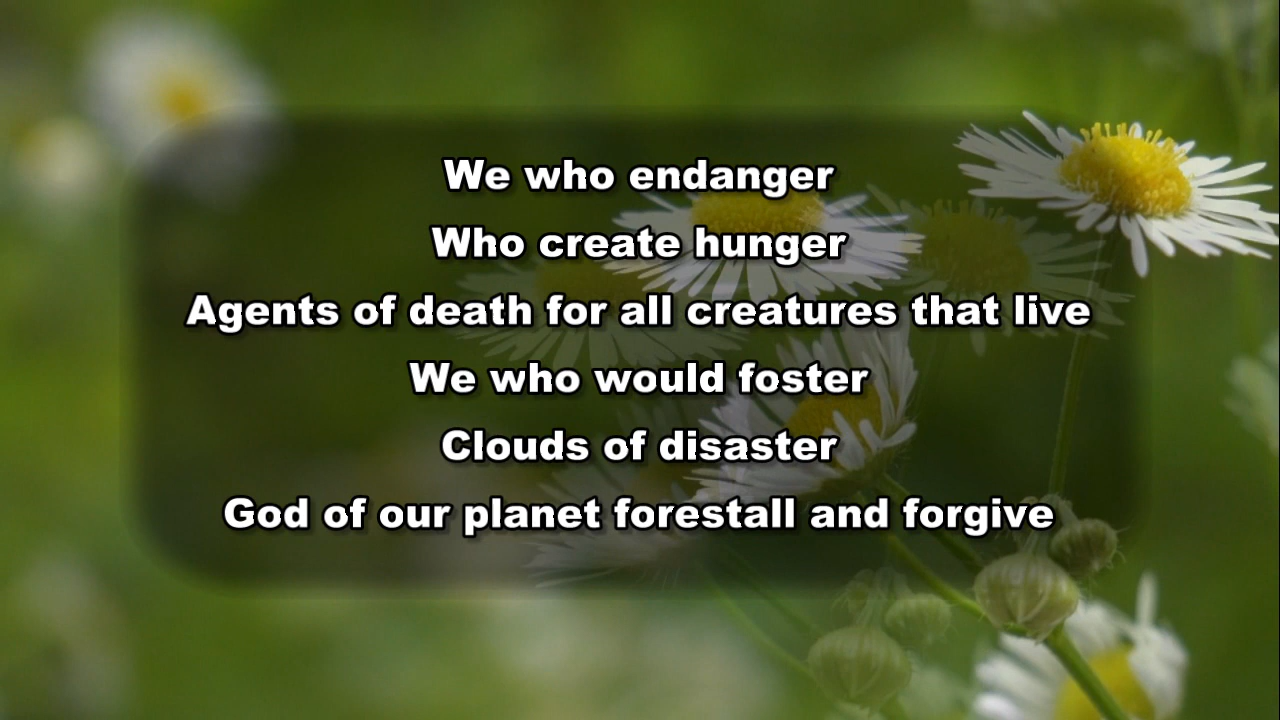 We who endanger
Who create hunger
Agents of death for all creatures that live
We who would foster
Clouds of disaster
God of our planet forestall and forgive